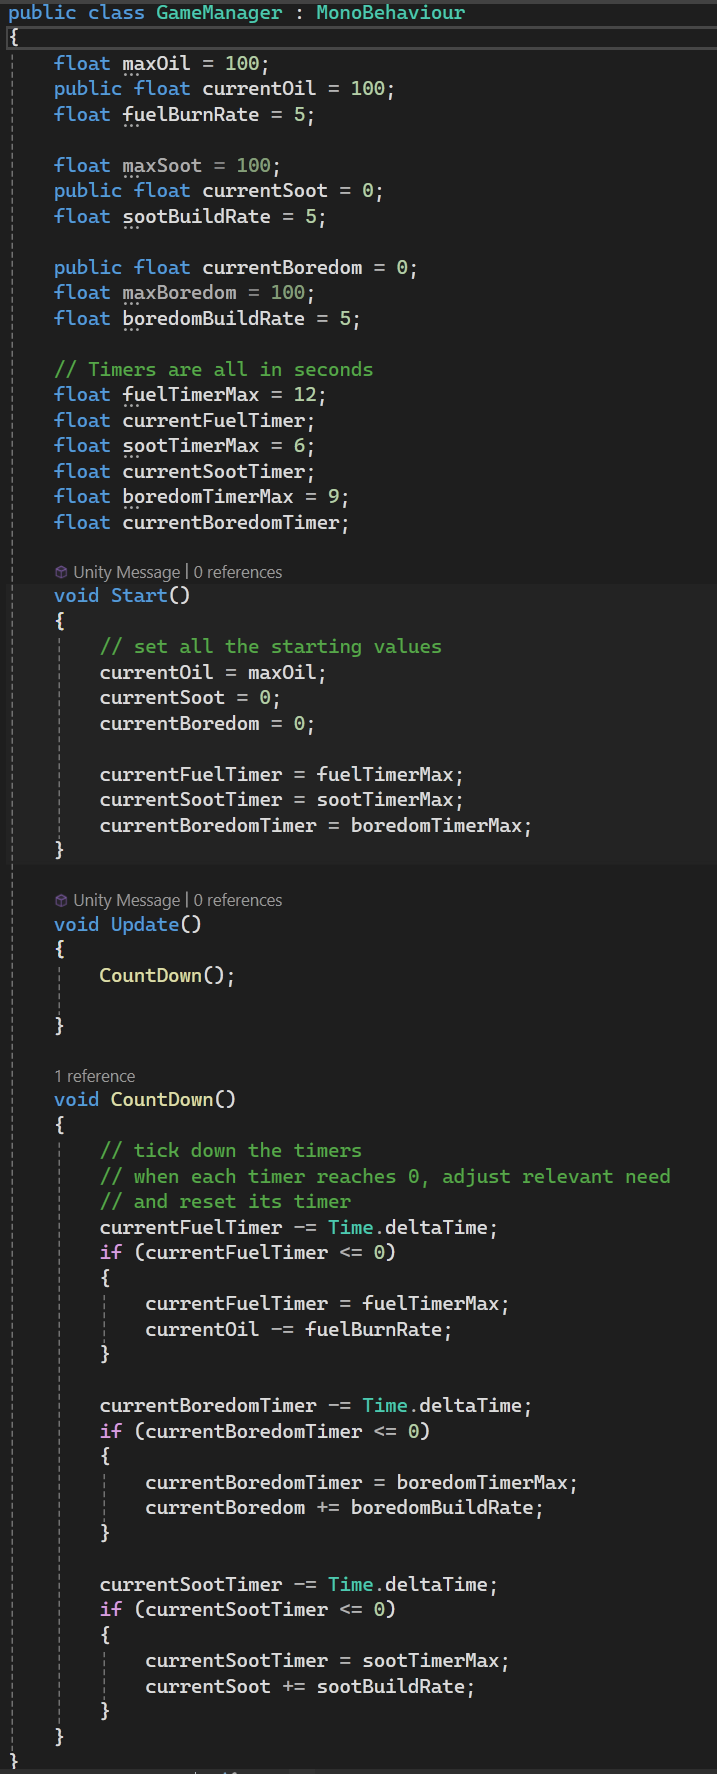 public class GameManager : MonoBehaviour
{
    float maxOil = 100;
    public float currentOil = 100;
    float fuelBurnRate = 5;

    float maxSoot = 100;
    public float currentSoot = 0;
    float sootBuildRate = 5;

    public float currentBoredom = 0;
    float maxBoredom = 100;
    float boredomBuildRate = 5;

    // Timers are all in seconds
    float fuelTimerMax = 12;
    float currentFuelTimer;
    float sootTimerMax = 6;
    float currentSootTimer;
    float boredomTimerMax = 9;
    float currentBoredomTimer;

    Unity Message | 0 references
    void Start()
    {
        // set all the starting values
        currentOil = maxOil;
        currentSoot = 0;
        currentBoredom = 0;

        currentFuelTimer = fuelTimerMax;
        currentSootTimer = sootTimerMax;
        currentBoredomTimer = boredomTimerMax;
    }

    Unity Message | 0 references
    void Update()
    {
        CountDown();

    }

    1 reference
    void CountDown()
    {
        // tick down the timers
        // when each timer reaches 0, adjust relevant need
        // and reset its timer
        currentFuelTimer -= Time.deltaTime;
        if (currentFuelTimer <= 0)
        {
            currentFuelTimer = fuelTimerMax;
            currentOil -= fuelBurnRate;
        }

        currentBoredomTimer -= Time.deltaTime;
        if (currentBoredomTimer <= 0)
        {
            currentBoredomTimer = boredomTimerMax;
            currentBoredom += boredomBuildRate;
        }

        currentSootTimer -= Time.deltaTime;
        if (currentSootTimer <= 0)
        {
            currentSootTimer = sootTimerMax;
            currentSoot += sootBuildRate;
        }
    }
}